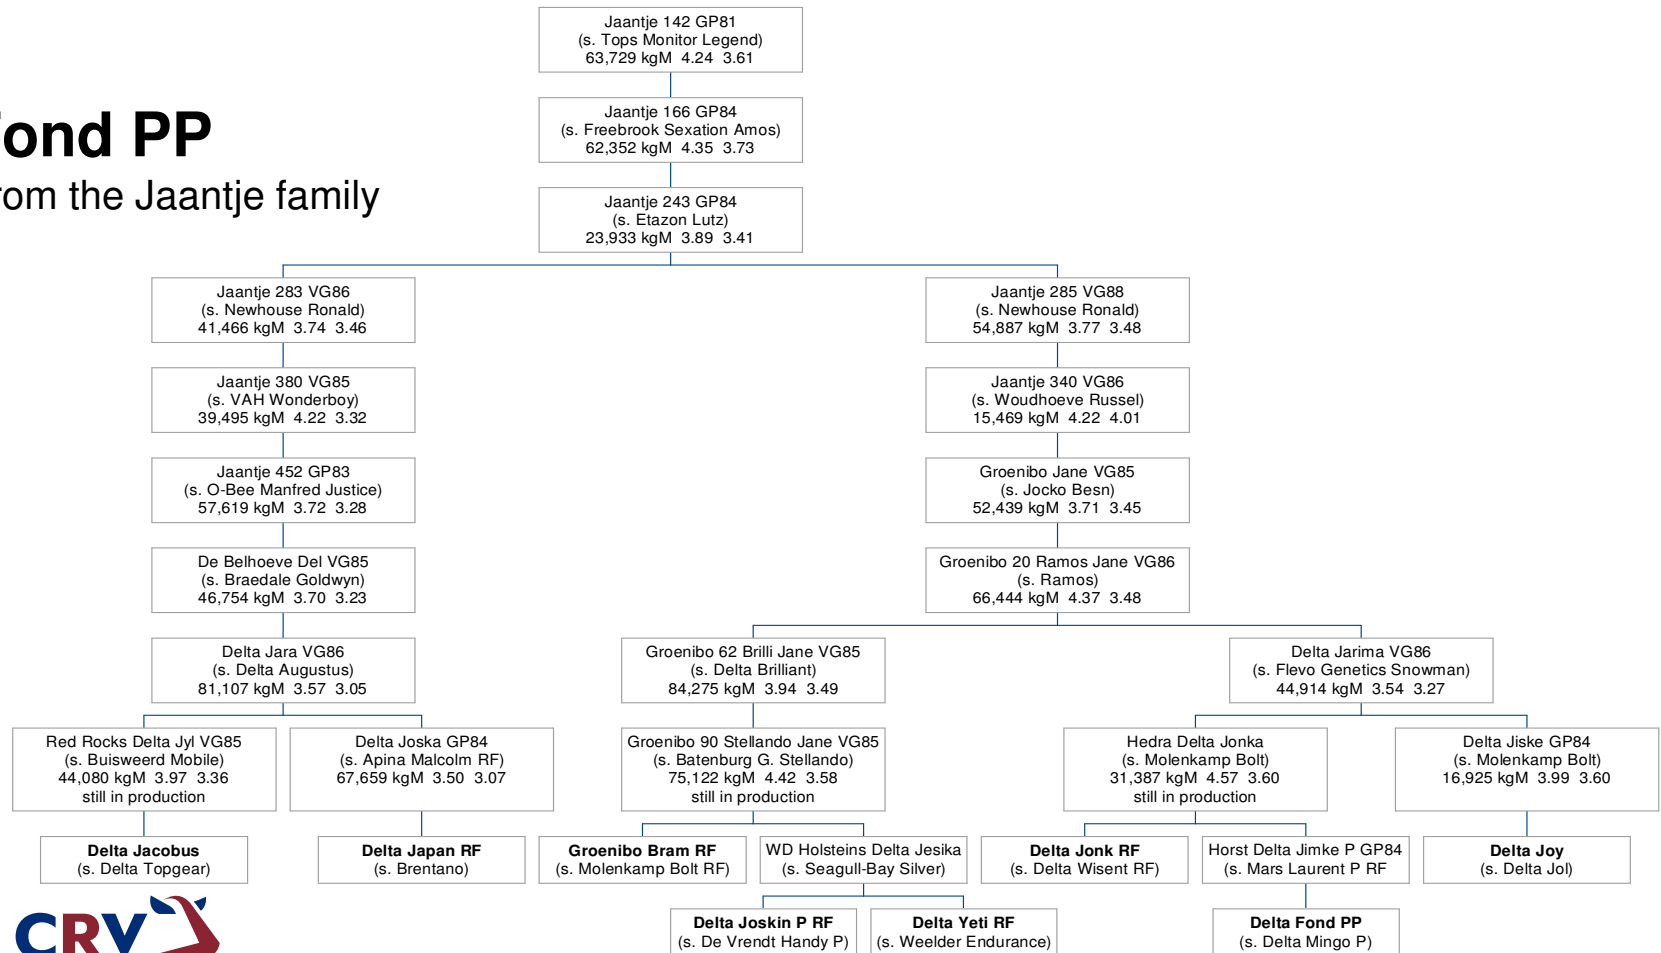 Jaantje 142 GP81
(s. Tops Monitor Legend)
63,729 kgM 4.24 3.61
ond PP
rom the Jaantje family
Jaantje 166 GP84
(s. Freebrook Sexation Amos)
62,352 kgM 4.35 3.73
Jaantje 243 GP84
(s. Etazon Lutz)
23,933 kgM 3.89 3.41
Jaantje 283 VG86
(s. Newhouse Ronald)
41,466 kgM 3.74 3.46
Jaantje 285 VG88
(s. Newhouse Ronald)
54,887 kgM 3.77 3.48
Jaantje 380 VG85
(s. VAH Wonderboy)
39,495 kgM 4.22 3.32
Jaantje 340 VG86
(s. Woudhoeve Russel)
15,469 kgM 4.22 4.01
Jaantje 452 GP83
(s. O-Bee Manfred Justice)
57,619 kgM 3.72 3.28
Groenibo Jane VG85
(s. Jocko Besn)
52,439 kgM 3.71 3.45
De Belhoeve Del VG85
(s. Braedale Goldwyn)
46,754 kgM 3.70 3.23
Groenibo 20 Ramos Jane VG86
(s. Ramos)
66,444 kgM 4.37 3.48
Delta Jara VG86
(s. Delta Augustus)
81,107 kgM 3.57 3.05
Groenibo 62 Brilli Jane VG85
(s. Delta Brilliant)
84,275 kgM 3.94 3.49
Delta Jarima VG86
(s. Flevo Genetics Snowman)
44,914 kgM 3.54 3.27
Red Rocks Delta Jyl VG85
(s. Buisweerd Mobile)
44,080 kgM 3.97 3.36
still in production
Delta Joska GP84
(s. Apina Malcolm RF)
67,659 kgM 3.50 3.07
Groenibo 90 Stellando Jane VG85
(s. Batenburg G. Stellando)
75,122 kgM 4.42 3.58
still in production
Hedra Delta Jonka
(s. Molenkamp Bolt)
31,387 kgM 4.57 3.60
still in production
Delta Jiske GP84
(s. Molenkamp Bolt)
16,925 kgM 3.99 3.60
Delta Jacobus
(s. Delta Topgear)
Delta Japan RF
(s. Brentano)
Groenibo Bram RF
(s. Molenkamp Bolt RF)
WD Holsteins Delta Jesika
(s. Seagull-Bay Silver)
Delta Jonk RF
(s. Delta Wisent RF)
Horst Delta Jimke P GP84
(s. Mars Laurent P RF
Delta Joy
(s. Delta Jol)
Delta Joskin P RF
(s. De Vrendt Handy P)
Delta Yeti RF
(s. Weelder Endurance)
Delta Fond PP
(s. Delta Mingo P)
CRV